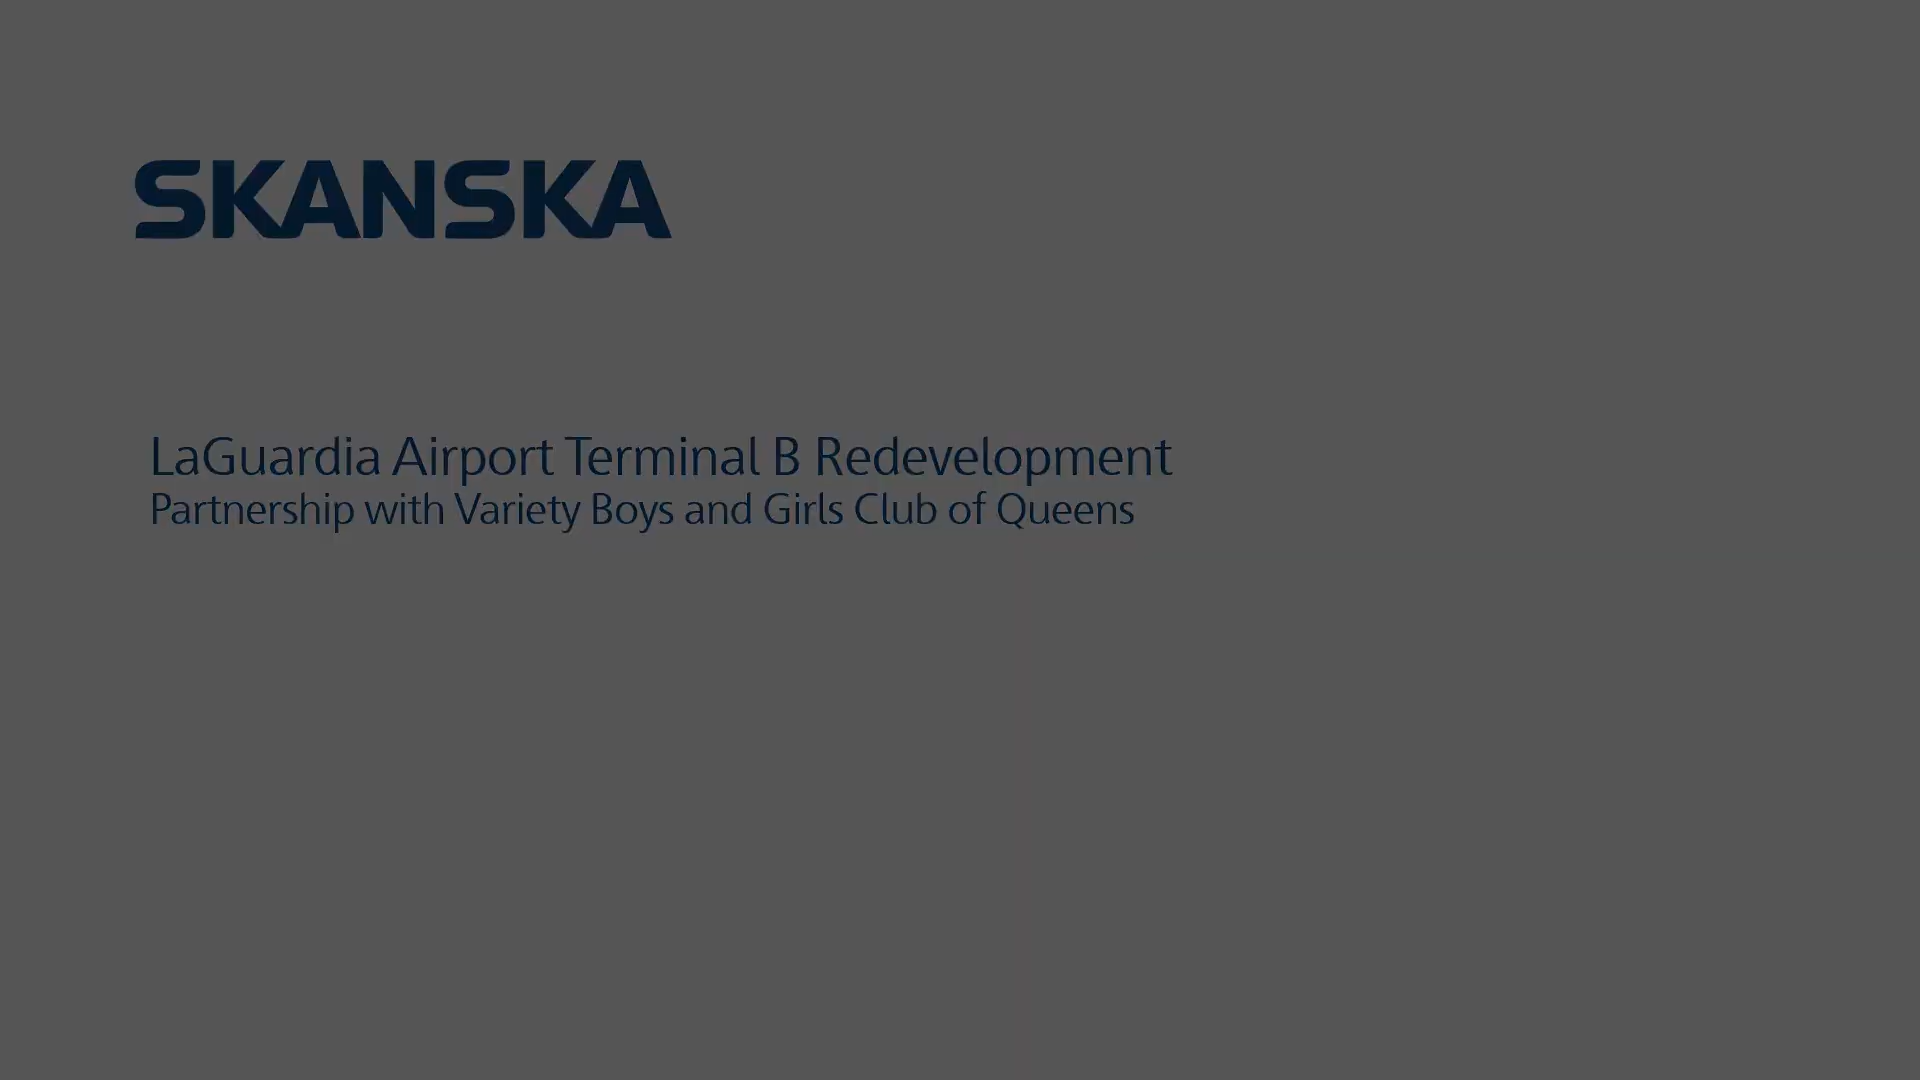 SKANSKA
LaGuardia Airport Terminal B Redevelopment
Partnership with Variety Boys and Girls Club of Queens